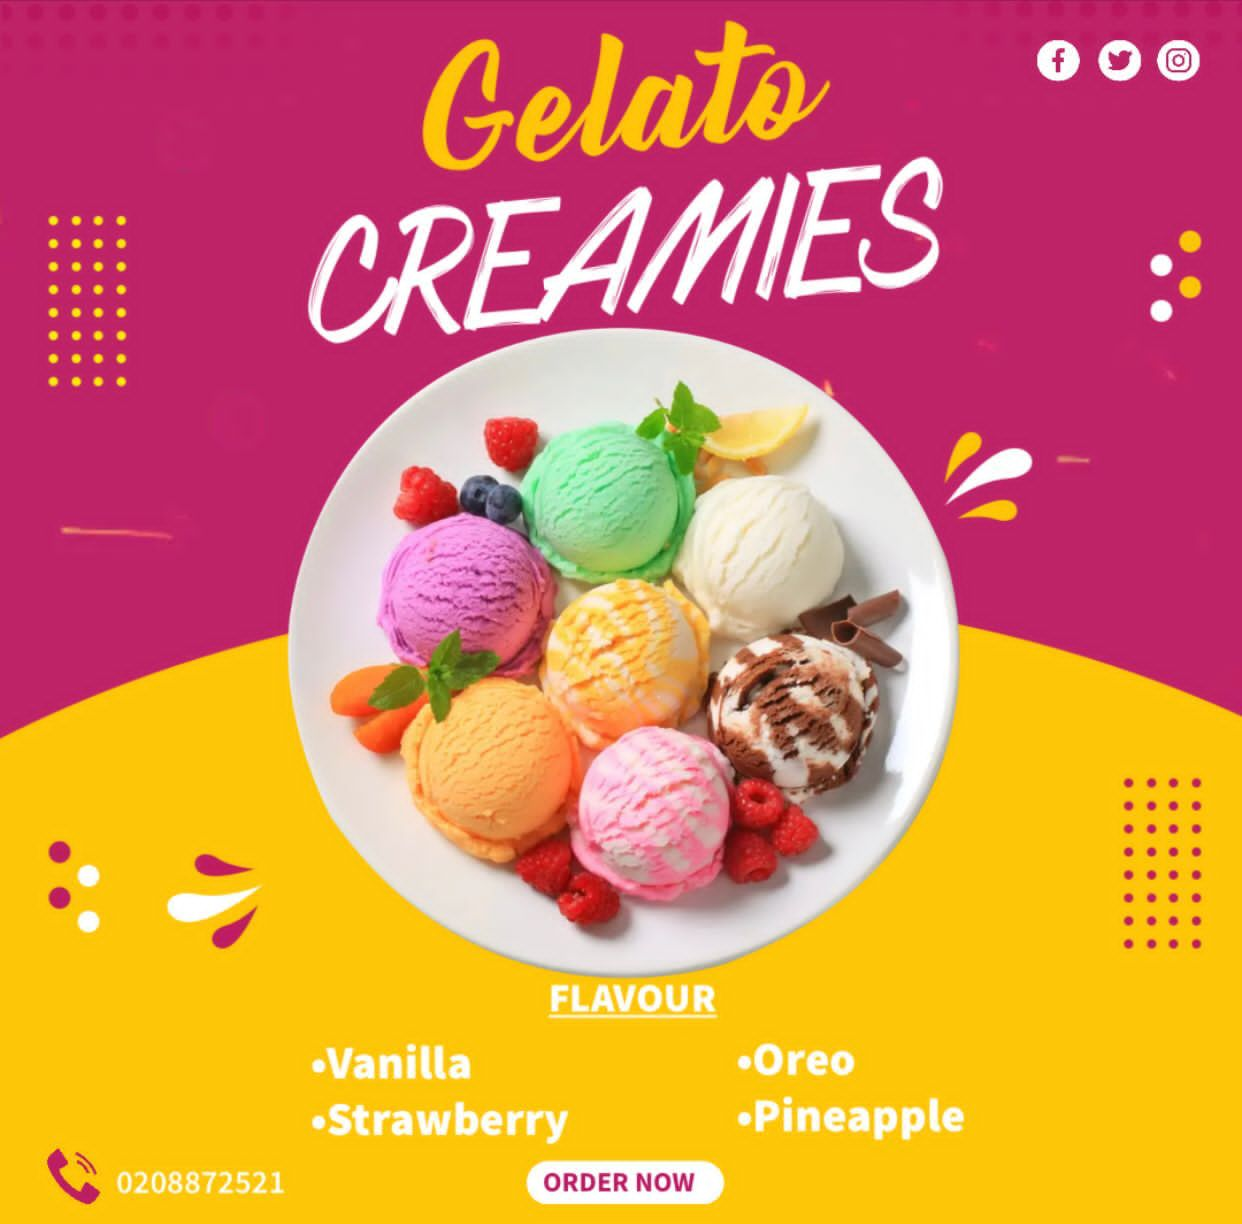 Gelato
CREAMIES
FLAVOUR
•Vanilla
•Strawberry
•Oreo
•Pineapple
0208872521
ORDER NOW